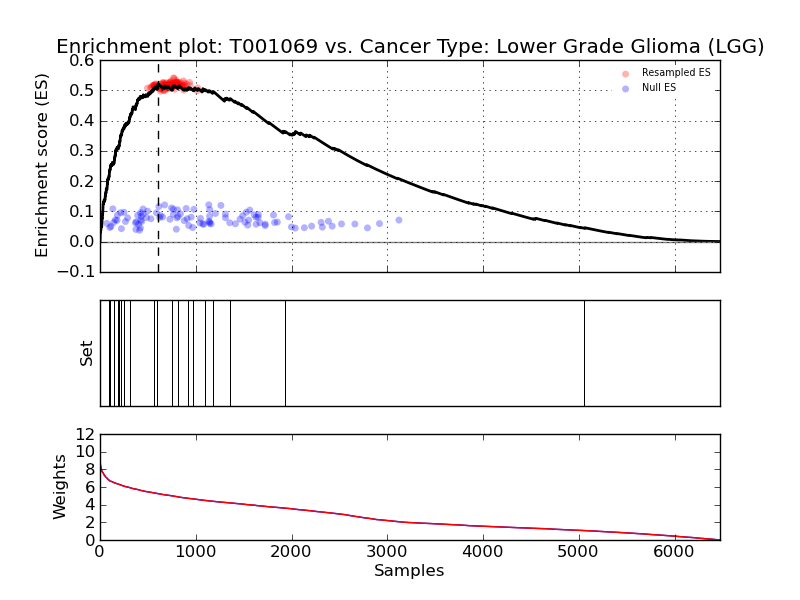 Enrichment plot: T001069 vs. Cancer Type: Lower Grade Glioma (LGG)
0.6
0.5
0.4
0.3
0.2
0.1
0.0
−0.1
Enrichment score (ES)
Resampled ES
Null ES
Set
12
10
8
6
4
2
0
Weights
0 1000 2000 3000 4000 5000 6000
Samples